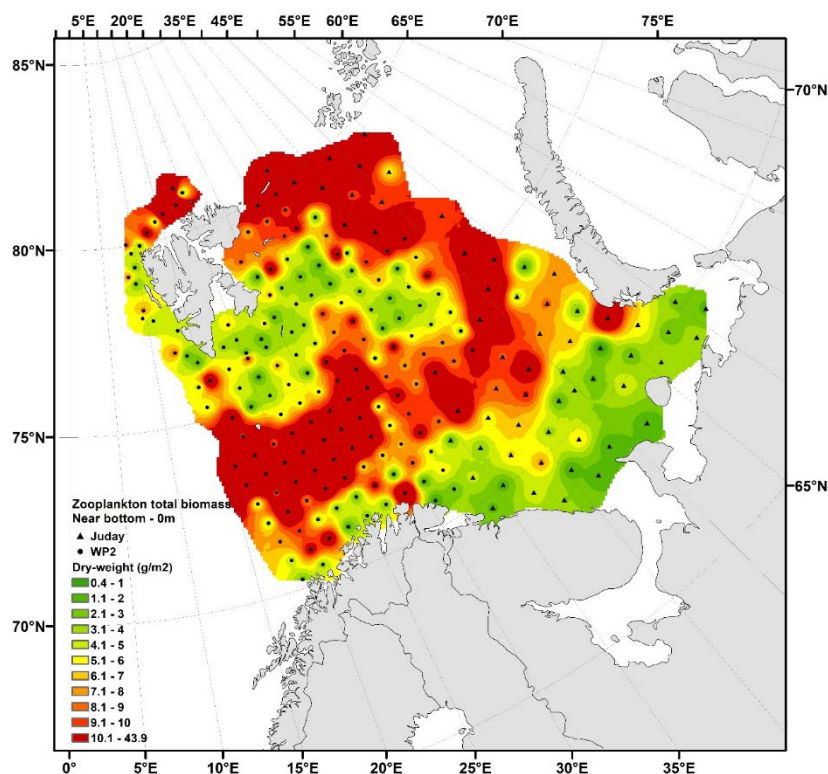 5°E 20°E 35°E 45°E 55°E 60°E 65°E 70°E 75°E
85°N
70°N
80°N
75°N
65°N
70°N
Zooplankton total biomass
Near bottom - 0m
Juday
WP2
Dry-weight (g/m2)
0.4 - 1
1.1 - 2
2.1 - 3
3.1 - 4
4.1 - 5
5.1 - 6
6.1 - 7
7.1 - 8
8.1 - 9
9.1 - 10
10.1 - 43.9
0° 5°E 10°E 15°E 20°E 25°E 30°E 35°E